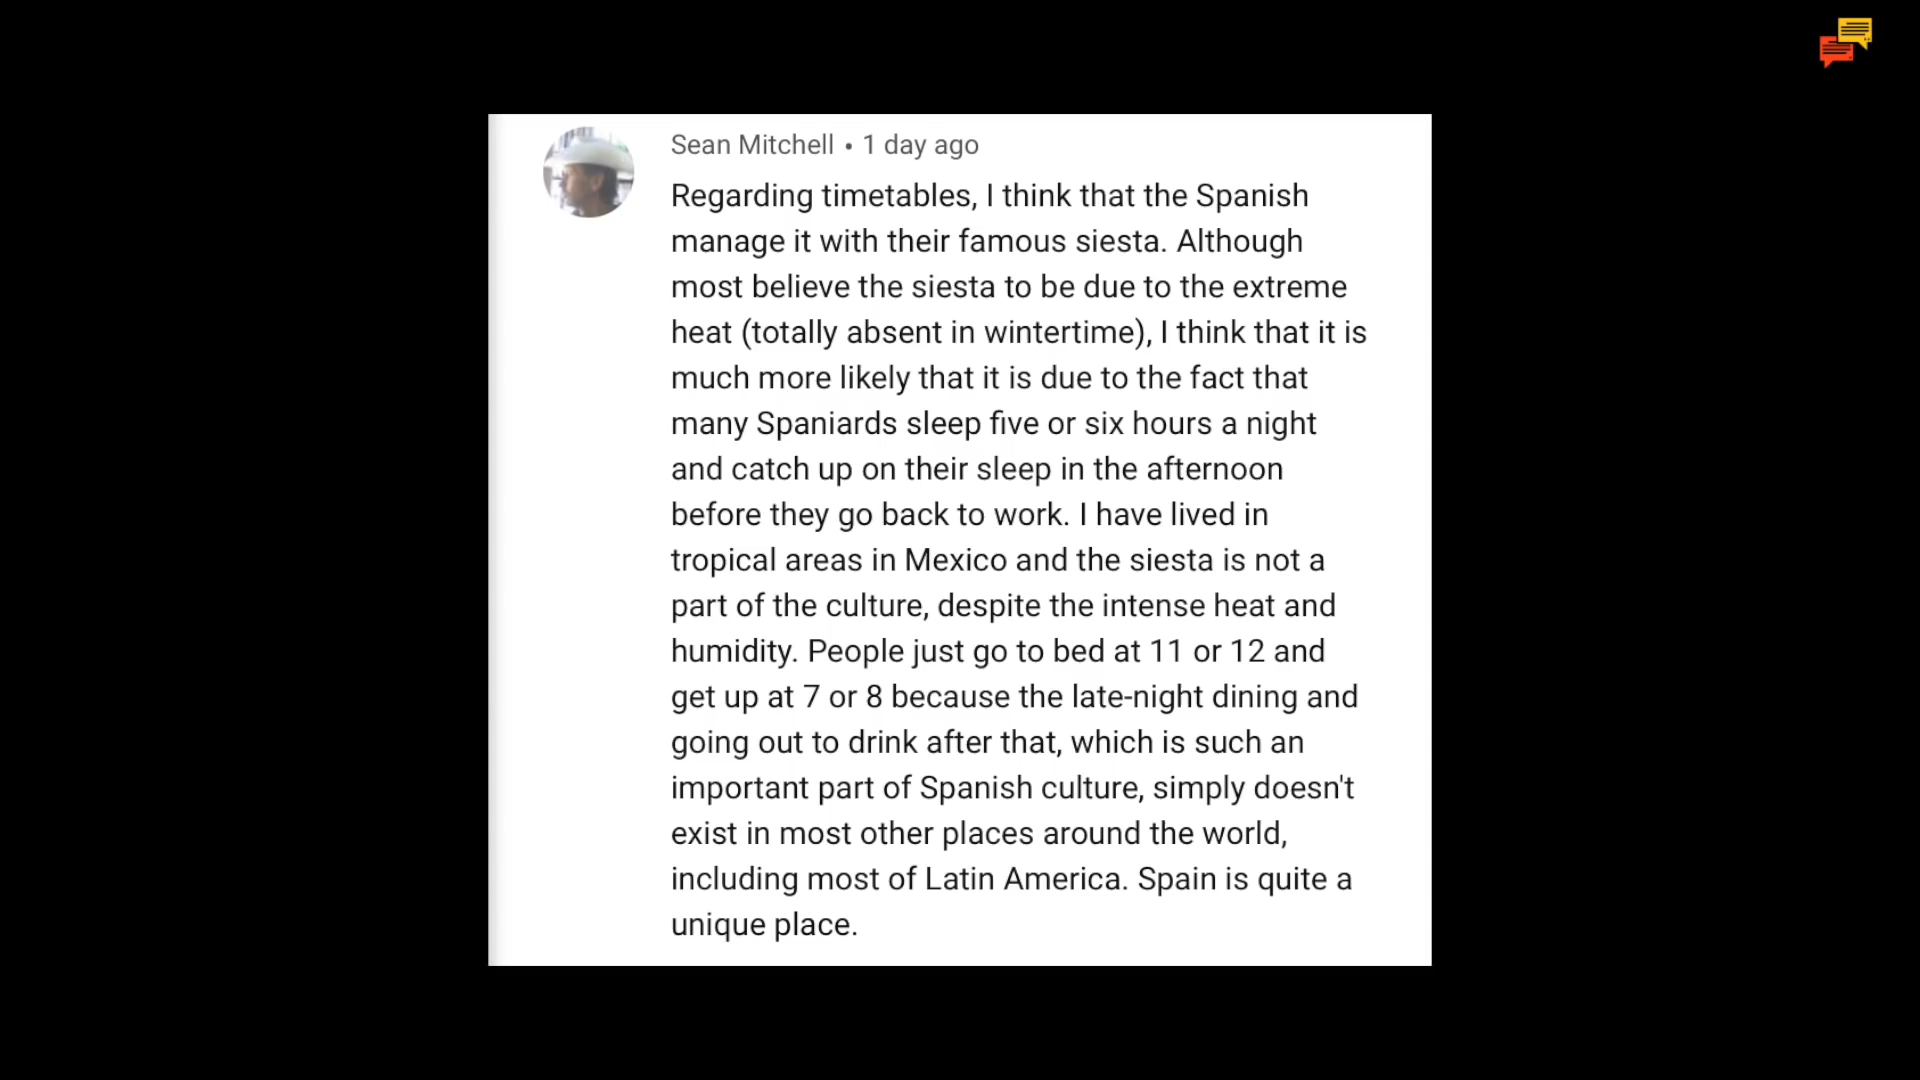 Sean Mitchell • 1 day ago
Regarding timetables, I think that the Spanish
manage it with their famous siesta. Although
most believe the siesta to be due to the extreme
heat (totally absent in wintertime), I think that it is
much more likely that it is due to the fact that
many Spaniards sleep five or six hours a night
and catch up on their sleep in the afternoon
before they go back to work. I have lived in
tropical areas in Mexico and the siesta is not a
part of the culture, despite the intense heat and
humidity. People just go to bed at 11 or 12 and
get up at 7 or 8 because the late-night dining and
going out to drink after that, which is such an
important part of Spanish culture, simply doesn't
exist in most other places around the world,
including most of Latin America. Spain is quite a
unique place.